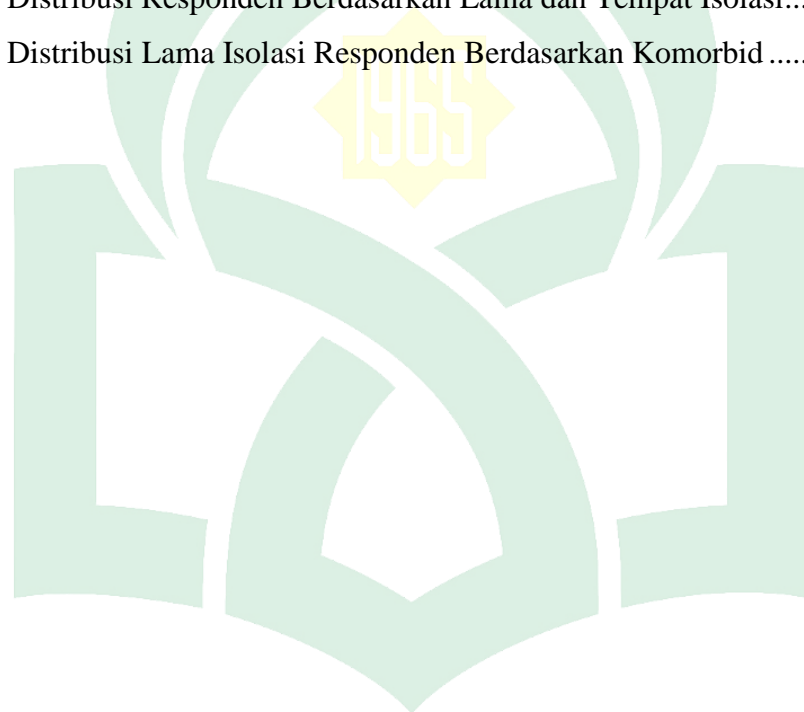 Distribusi Responden Berdasarkan Lama dan Tempat Isolasi...
Distribusi Lama Isolasi Responden Berdasarkan Komorbid .....
1965